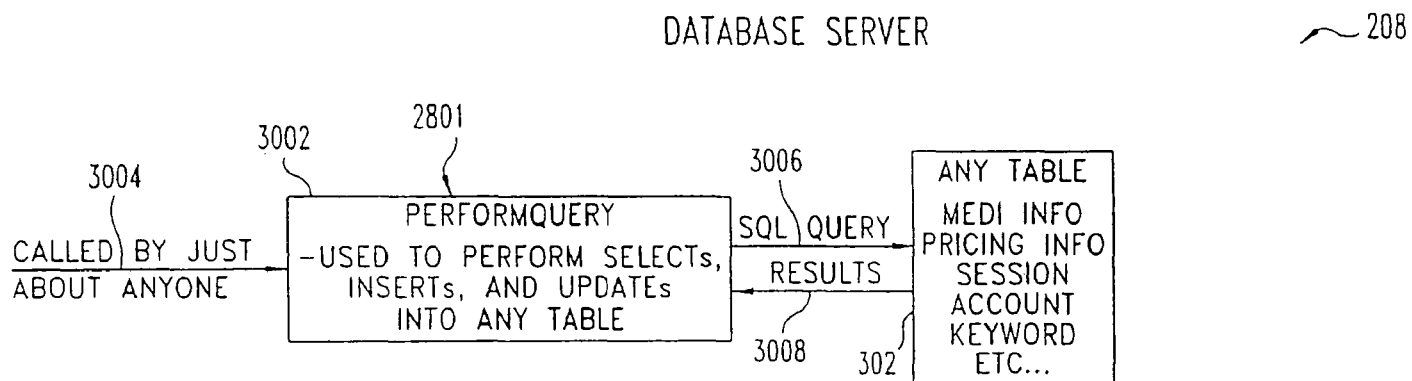 DATABASE SERVER
208
2801
3002
3004
3006
CALLED BY JUST
ABOUT ANYONE
PERFORMQUERY
-USED TO PERFORM SELECTs,
INSERTs, AND UPDATEs
INTO ANY TABLE
SQL QUERY
RESULTS
3008
302
ANY TABLE
MEDI INFO
PRICING INFO
SESSION
ACCOUNT
KEYWORD
ETC...